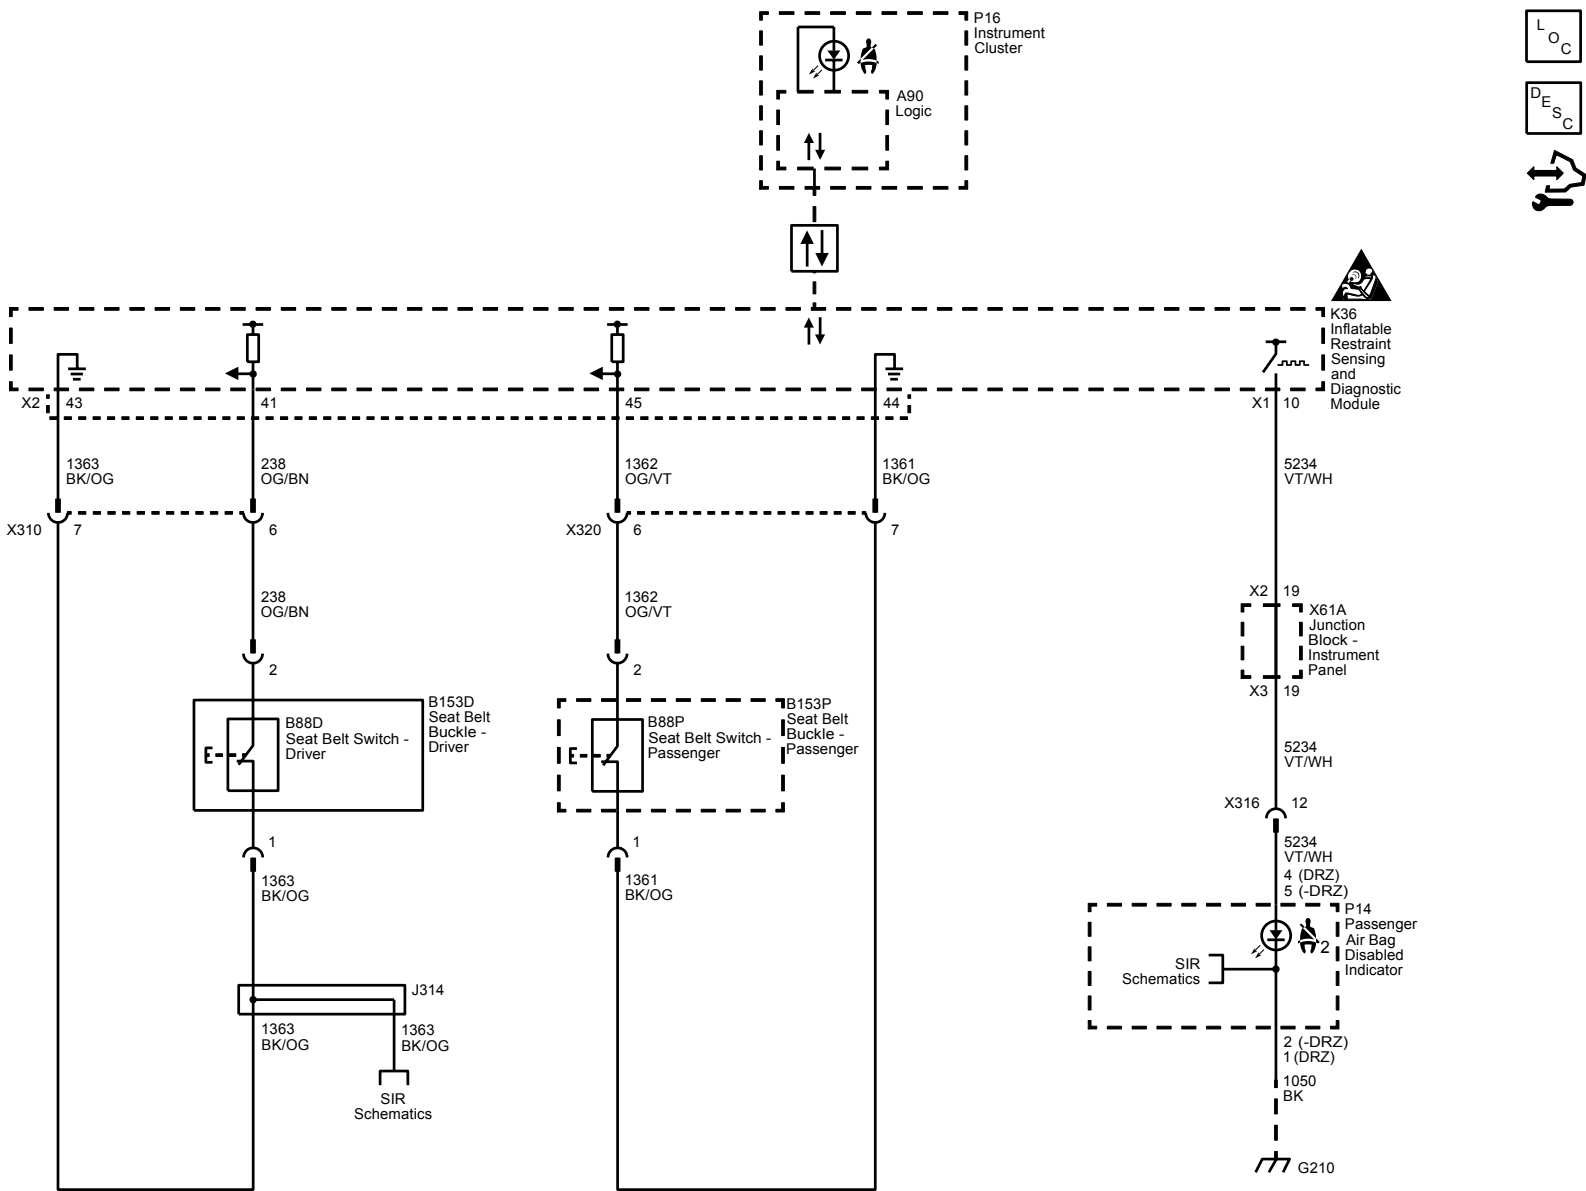 P16
Instrument
Cluster
A90
Logic
L
O
C
D
E
S
C
K36
Inflatable
Restraint
Sensing
and
Diagnostic
Module
X2 43
41
45
44
X1 10
1363
BK/OG
238
OG/BN
1362
OG/VT
1361
BK/OG
5234
VT/WH
X310 7
6
X320 6
7
238
OG/BN
1362
OG/VT
X2 19
X61A
Junction
Block -
Instrument
Panel
X3 19
2
2
B153D
Seat Belt
Buckle -
Driver
B88D
Seat Belt Switch -
Driver
B153P
Seat Belt
Buckle -
Passenger
B88P
Seat Belt Switch -
Passenger
5234
VT/WH
X316 12
1
1
5234
VT/WH
4 (DRZ)
5 (-DRZ)
1363
BK/OG
1361
BK/OG
P14
Passenger
Air Bag
Disabled
Indicator
2
SIR
Schematics
J314
1363
BK/OG
1363
BK/OG
SIR
Schematics
2 (-DRZ)
1 (DRZ)
1050
BK
G210